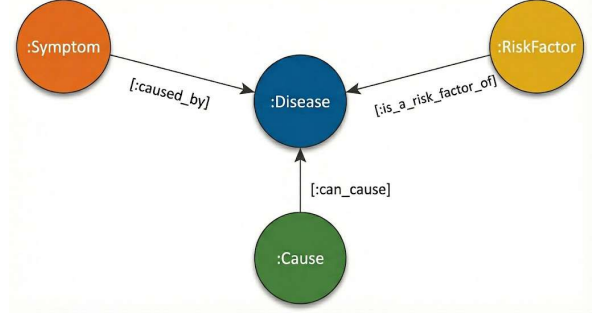 :Symptom
:RiskFactor
[:caused_by]
:Disease
[:is_a_risk_factor_of]
[:can_cause]
:Cause